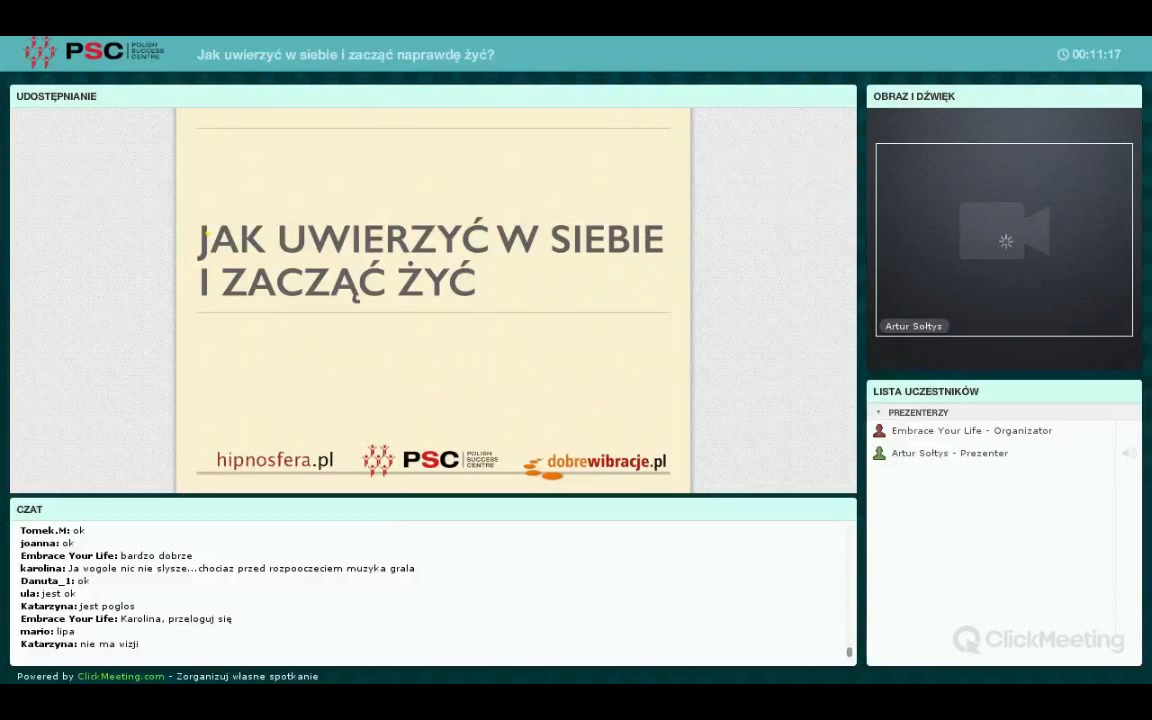 PSC POLISH SUCCESS CENTRE
Jak uwierzyć w siebie i zacząć naprawdę żyć?
00:11:17
UDOSTĘPNIANIE
JAK UWIERZYĆ W SIEBIE
I ZACZĄĆ ŻYĆ
hipnosfera.pl
PSC POLISH SUCCESS CENTRE
dobrewibracje.pl
OBRAZ I DŹWIĘK
Artur Sołtys
LISTA UCZESTNIKÓW
PREZENTERZY
Embrace Your Life - Organizator
Artur Sołtys - Prezenter
ClickMeeting
CZAT
Tomek.M: ok
joanna: ok
Embrace Your Life: bardzo dobrze
karolina: Ja wogole nic nie slysze...chociaz przed rozpooczeciem muzyka grala
Danuta_1: ok
ula: jest ok
Katarzyna: jest poglos
Embrace Your Life: Karolina, przeloguj się
mario: lipa
Katarzyna: nie ma wizji
Powered by ClickMeeting.com - Zorganizuj własne spotkanie